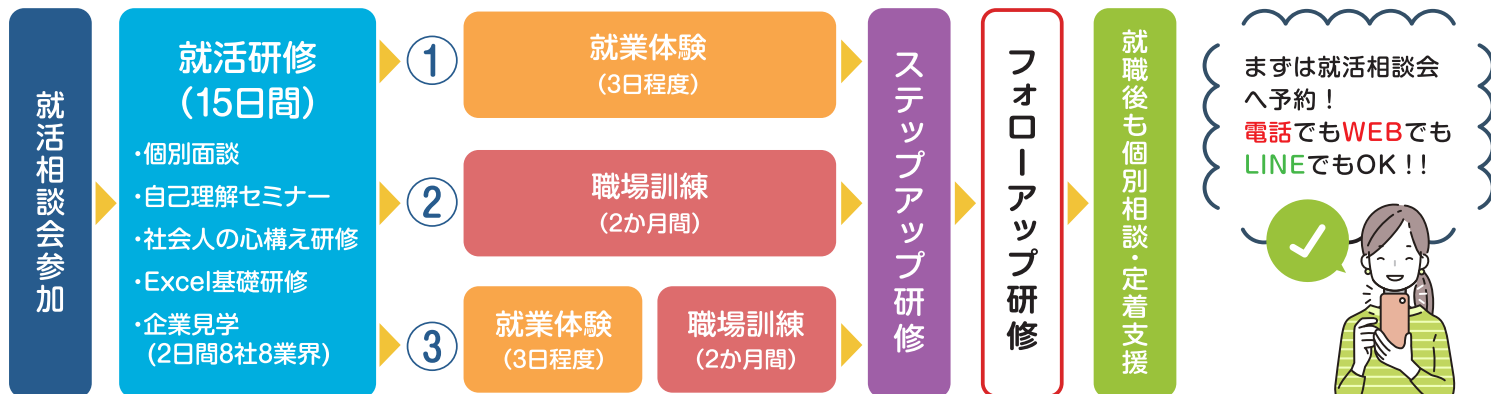 就活相談会参加
就活研修
（15日間）
・個別面談
・自己理解セミナー
・社会人の心構え研修
・Excel基礎研修
・企業見学
（2日間8社8業界）
①
就業体験
（3日程度）
②
職場訓練
（2か月間）
③
就業体験
（3日程度）
職場訓練
（2か月間）
ステップアップ研修
フォローアップ研修
就職後も個別相談・定着支援
まずは就活相談会
へ予約！
電話でもWEBでも
LINEでもOK！！